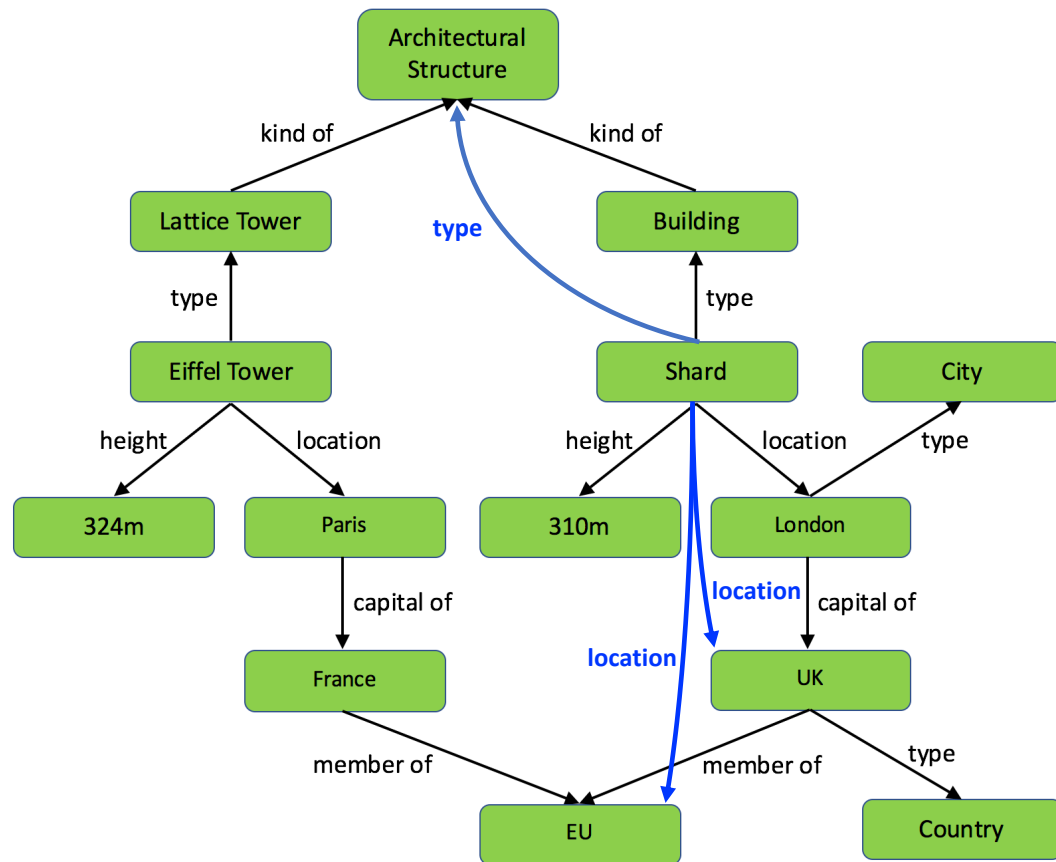 Architectural
Structure
kind of
kind of
Lattice Tower
type
Building
type
type
Eiffel Tower
Shard
City
height
location
height
location
type
324m
Paris
310m
London
capital of
location
capital of
location
France
UK
member of
member of
type
EU
Country